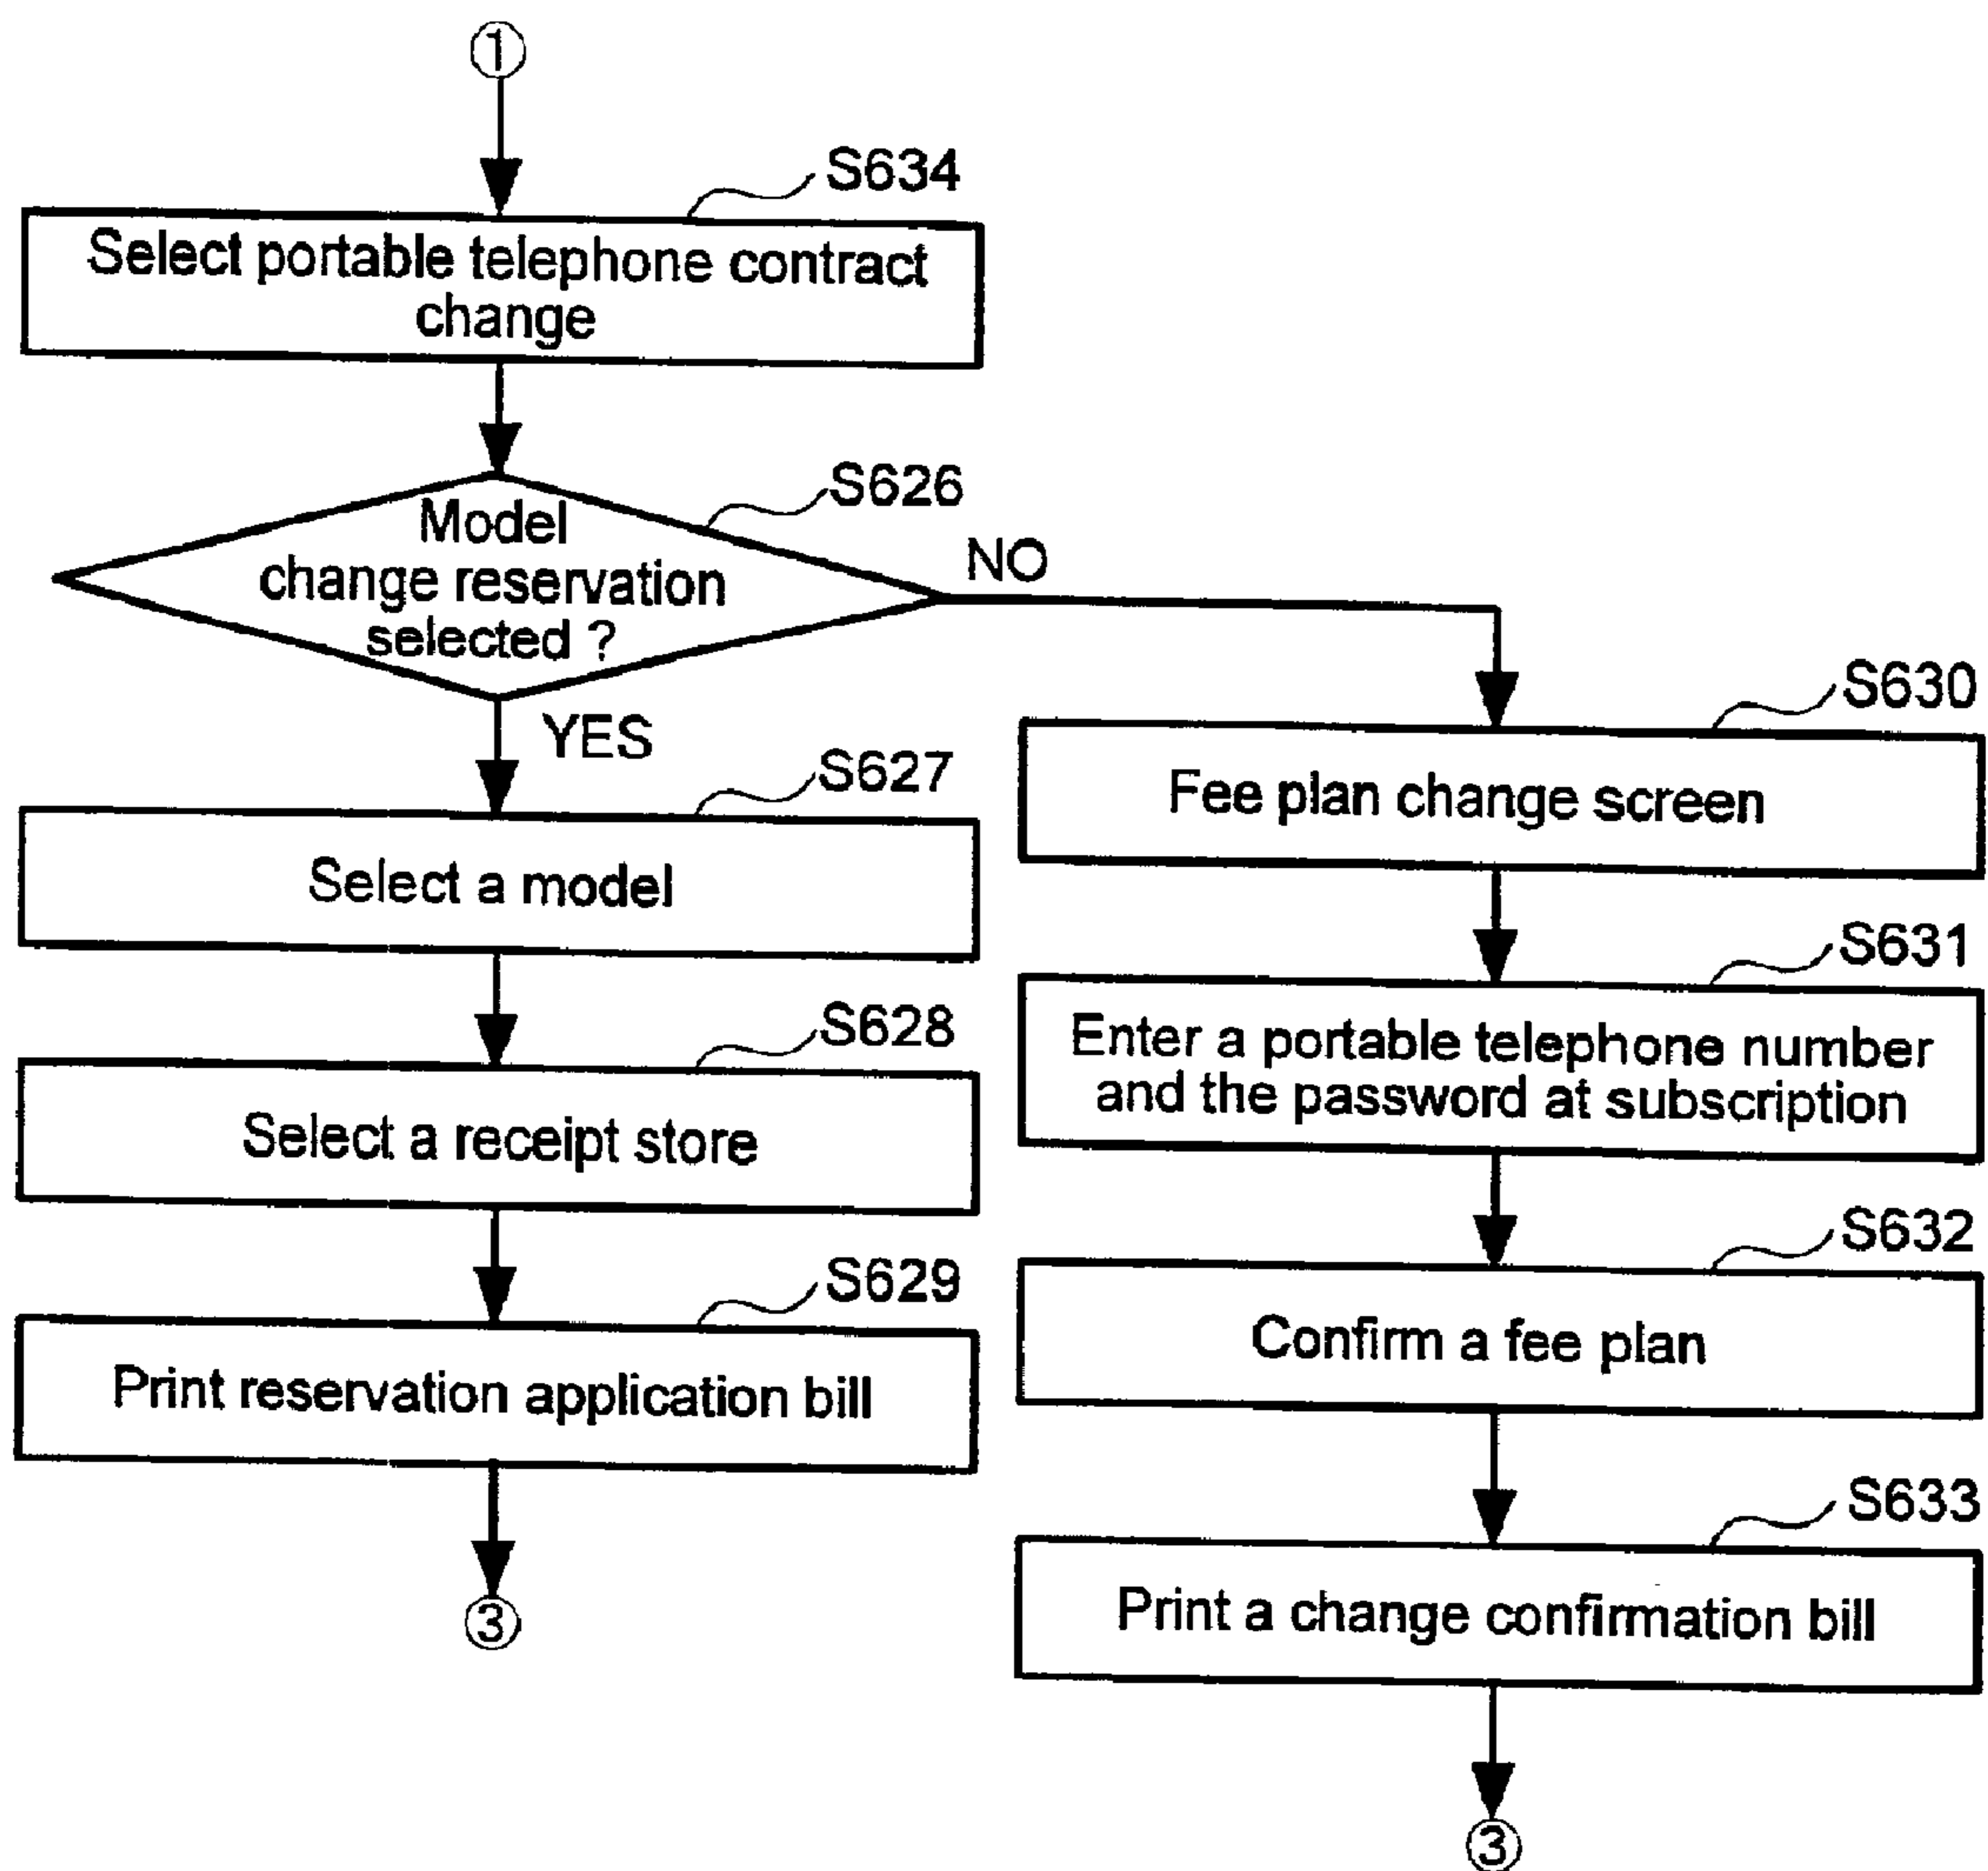 ①
S634
Select portable telephone contract
change
S626
Model
change reservation
selected ?
NO
YES
S627
Select a model
S628
Select a receipt store
S629
Print reservation application bill
③
S630
Fee plan change screen
S631
Enter a portable telephone number
and the password at subscription
S632
Confirm a fee plan
S633
Print a change confirmation bill
③